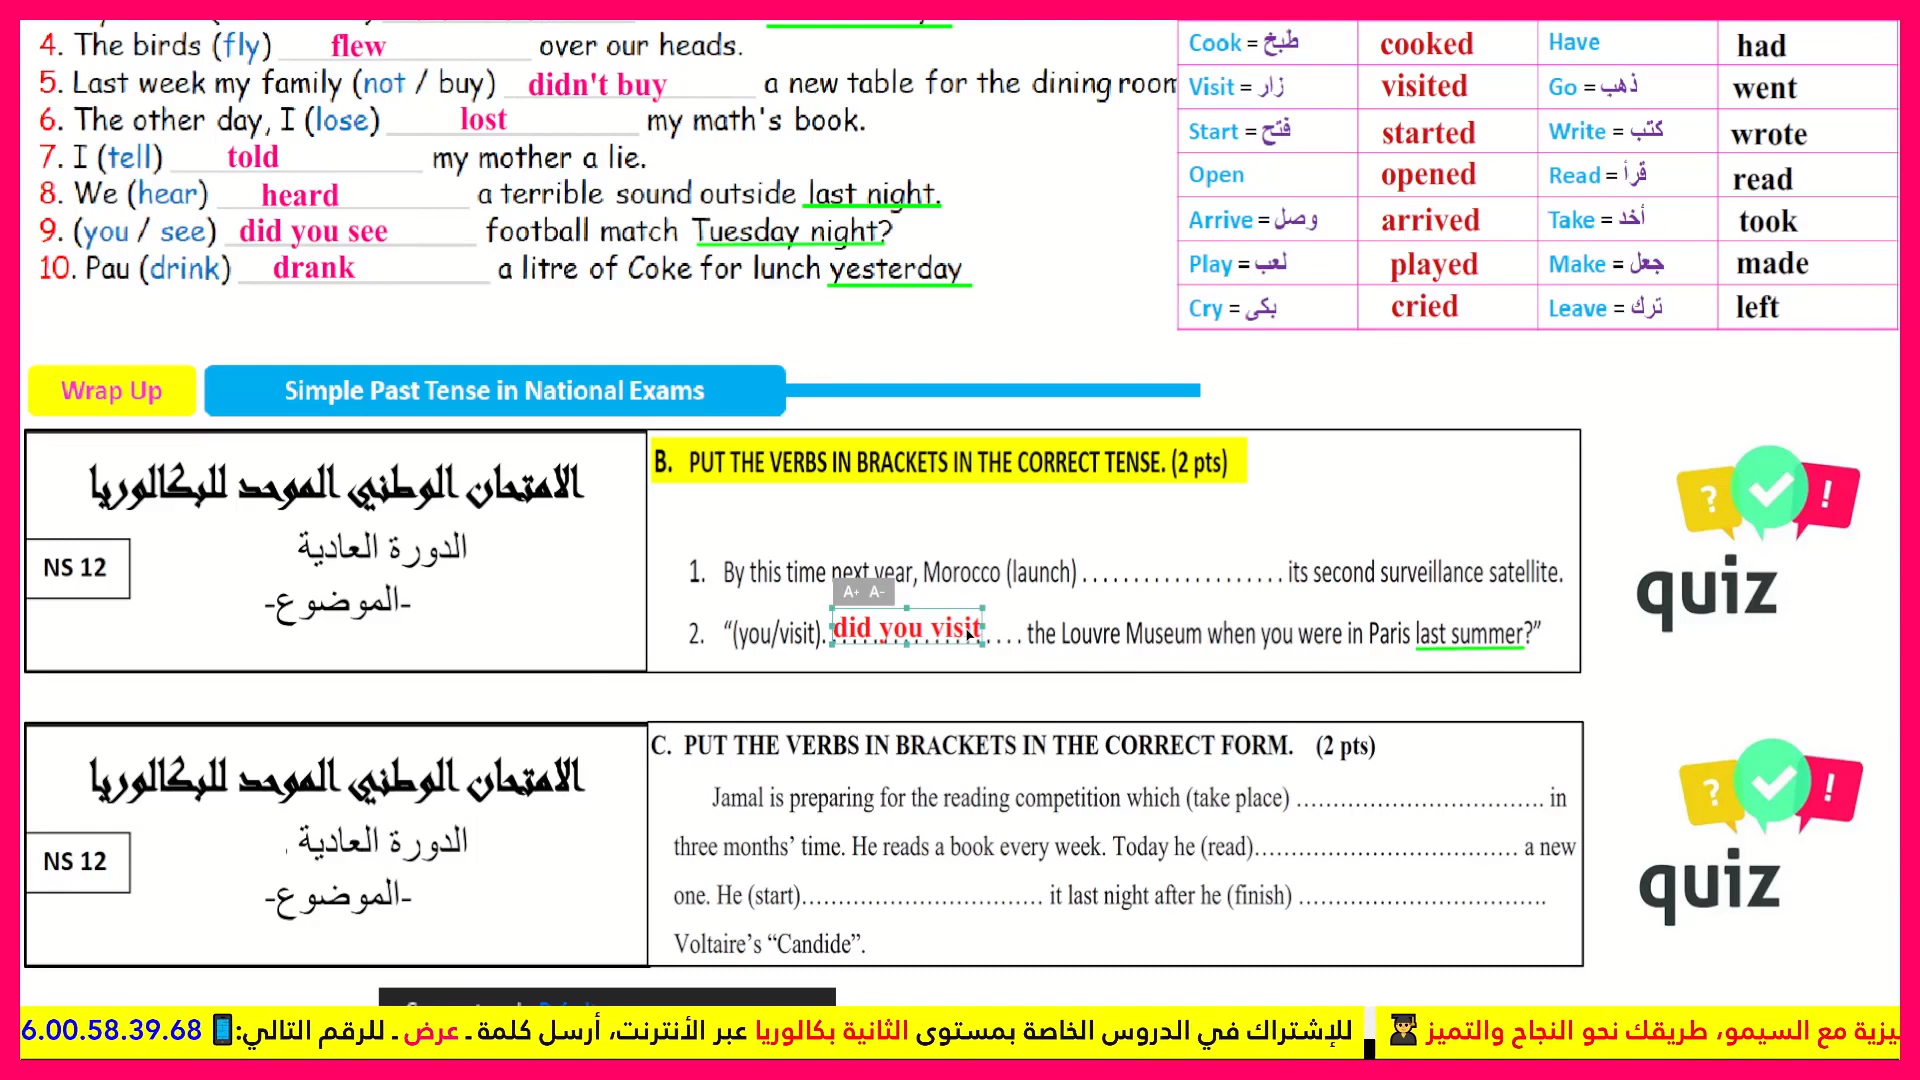 4. The birds (fly) flew over our heads.
5. Last week my family (not / buy) didn't buy a new table for the dining room
6. The other day, I (lose) lost my math's book.
7. I (tell) told my mother a lie.
8. We (hear) heard a terrible sound outside last night.
9. (you / see) did you see football match Tuesday night?
10. Pau (drink) drank a litre of Coke for lunch yesterday
Cook = طبخ cooked Have had
Visit = زار visited Go = ذهب went
Start = فتح started Write = كتب wrote
Open opened Read = قرأ read
Arrive = وصل arrived Take = أخد took
Play = لعب played Make = جعل made
Cry = بكى cried Leave = ترك left
Wrap Up Simple Past Tense in National Exams
الامتحان الوطني الموحد للبكالوريا
الدورة العادية
-الموضوع-
NS 12
B. PUT THE VERBS IN BRACKETS IN THE CORRECT TENSE. (2 pts)
1. By this time next year, Morocco (launch) .................... its second surveillance satellite.
A+ A-
2. “(you/visit). did you visit .... the Louvre Museum when you were in Paris last summer?”
quiz
الامتحان الوطني الموحد للبكالوريا
الدورة العادية
-الموضوع-
NS 12
C. PUT THE VERBS IN BRACKETS IN THE CORRECT FORM. (2 pts)
Jamal is preparing for the reading competition which (take place) ................................ in
three months’ time. He reads a book every week. Today he (read).................................... a new
one. He (start)................................ it last night after he (finish) ................................
Voltaire’s “Candide”.
quiz
يزية مع السيمو، طريقك نحو النجاح والتميز
للإشتراك في الدروس الخاصة بمستوى الثانية بكالوريا عبر الأنترنت، أرسل كلمة ـ عرض ـ للرقم التالي: 6.00.58.39.68